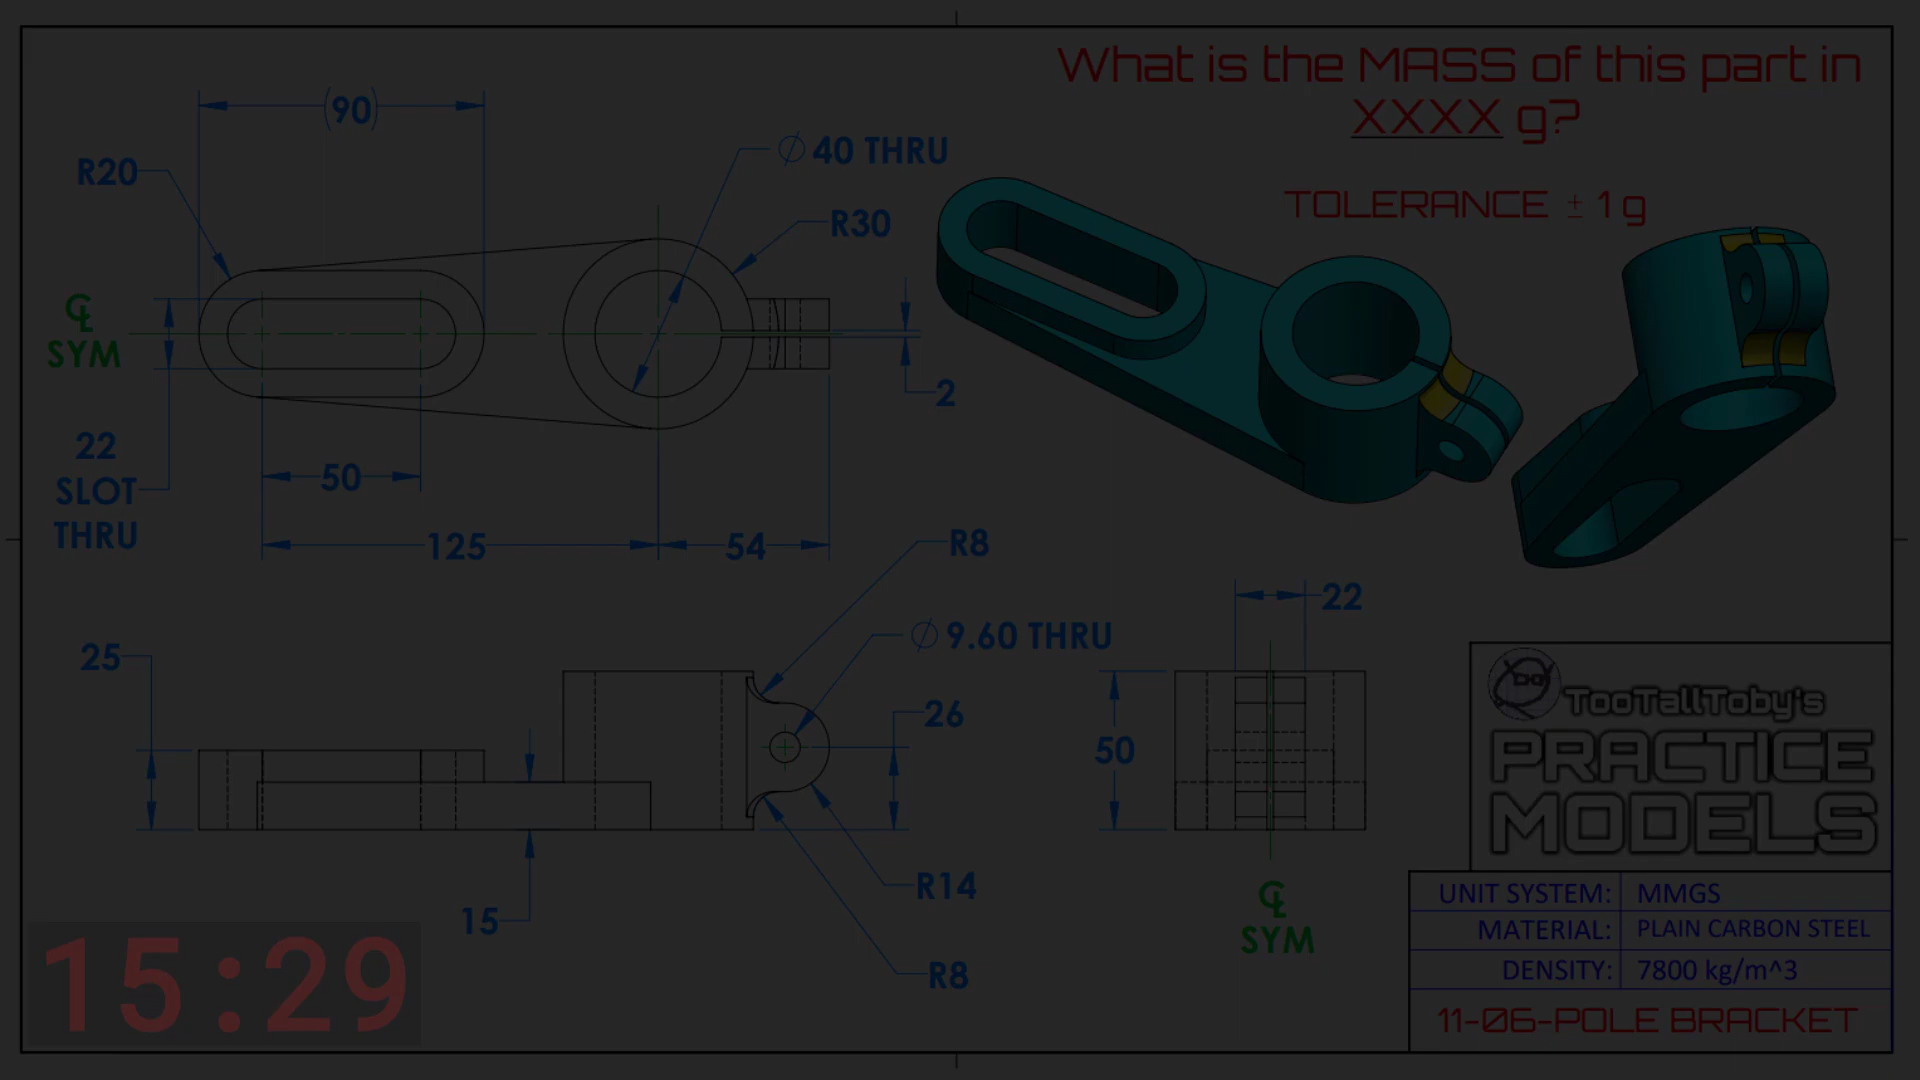 What is the MASS of this part in
XXXX g?
TOLERANCE ± 1 g
(90)
R20
⌀ 40 THRU
R30
℄
SYM
2
22
SLOT
THRU
50
125
54
R8
⌀ 9.60 THRU
22
25
26
50
15
R14
R8
℄
SYM
TooTallToby's
PRACTICE
MODELS
UNIT SYSTEM: MMGS
MATERIAL: PLAIN CARBON STEEL
DENSITY: 7800 kg/m^3
11-06-POLE BRACKET
15:29